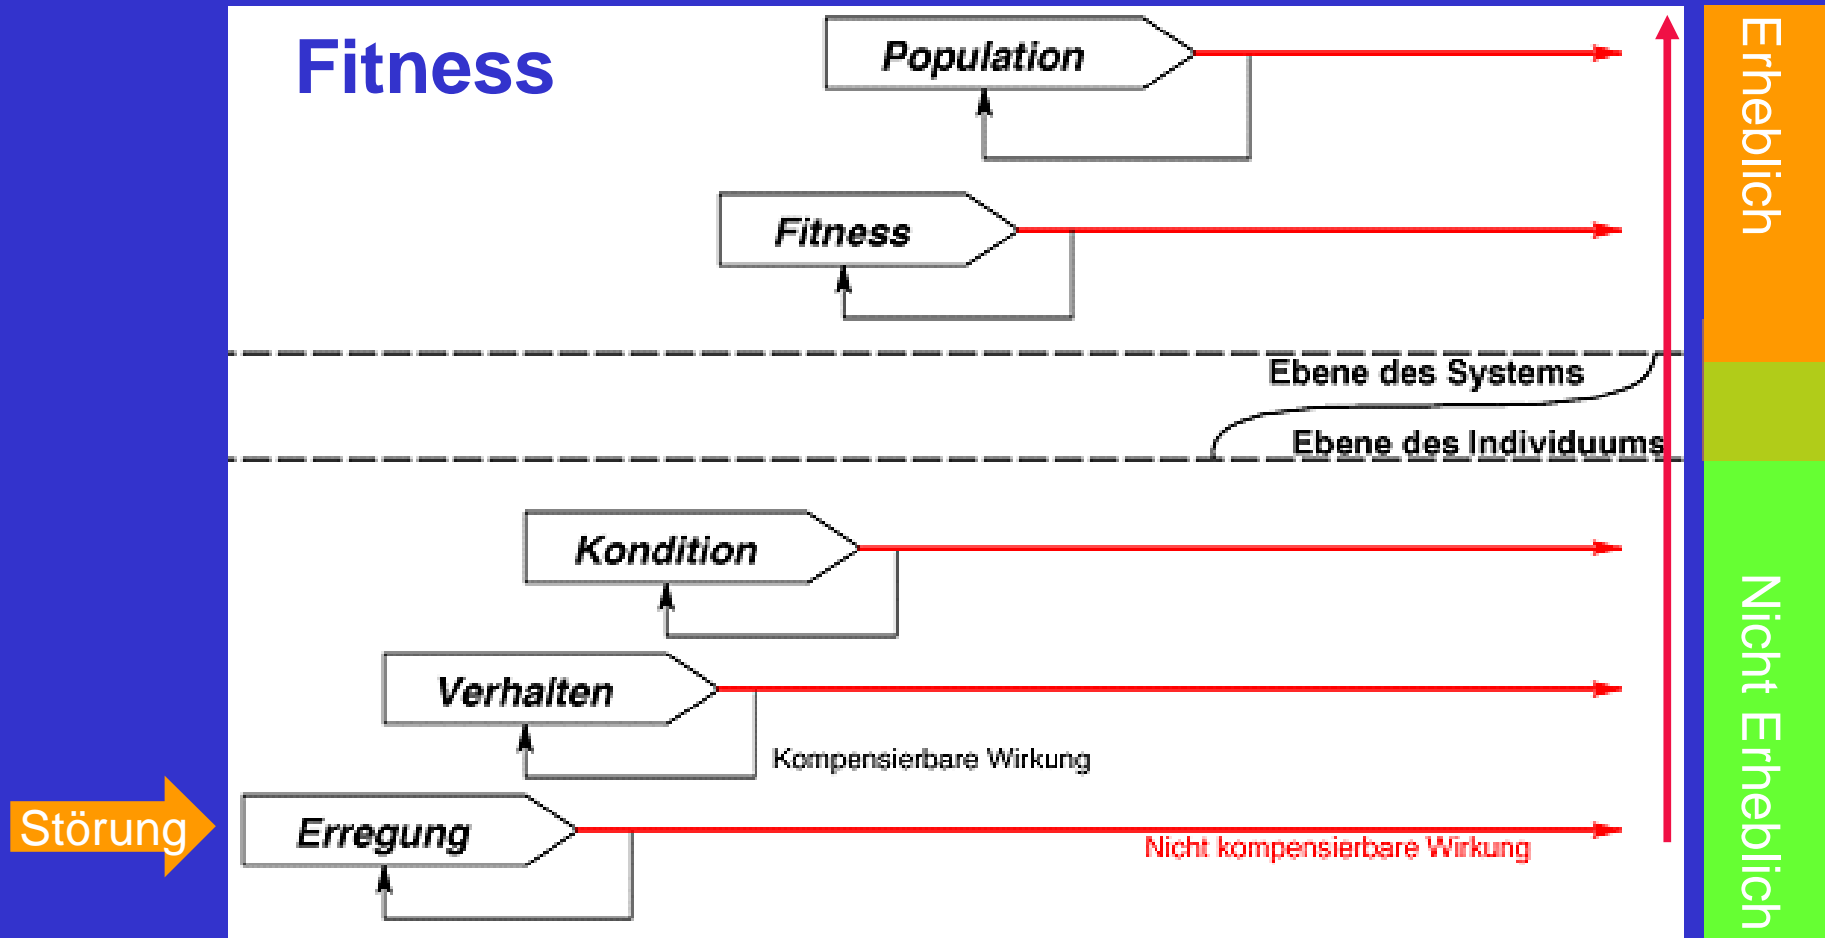 Fitness
Population
Fitness
Ebene des Systems
Ebene des Individuums
Kondition
Verhalten
Kompensierbare Wirkung
Störung
Erregung
Nicht kompensierbare Wirkung
Erheblich
Nicht Erheblich